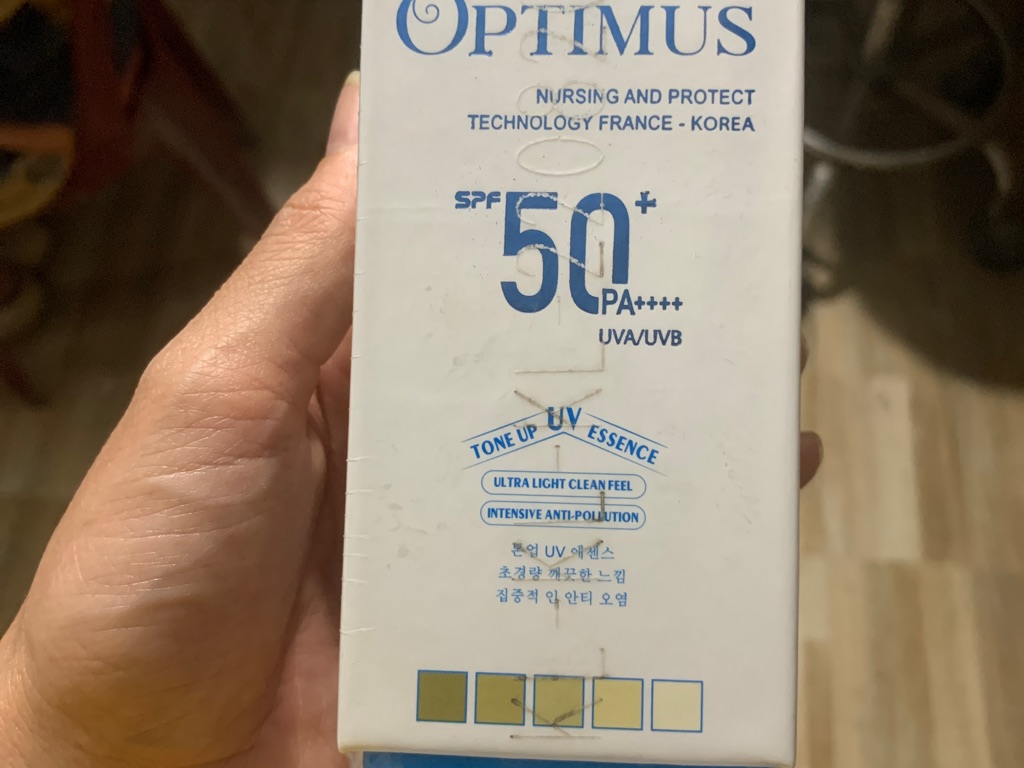 OPTIMUS
NURSING AND PROTECT
TECHNOLOGY FRANCE - KOREA
SPF 50+
PA++++
UVA/UVB
TONE UP UV ESSENCE
ULTRA LIGHT CLEAN FEEL
INTENSIVE ANTI-POLLUTION
톤업 UV 에센스
초경량 깨끗한 느낌
집중적 인 안티 오염